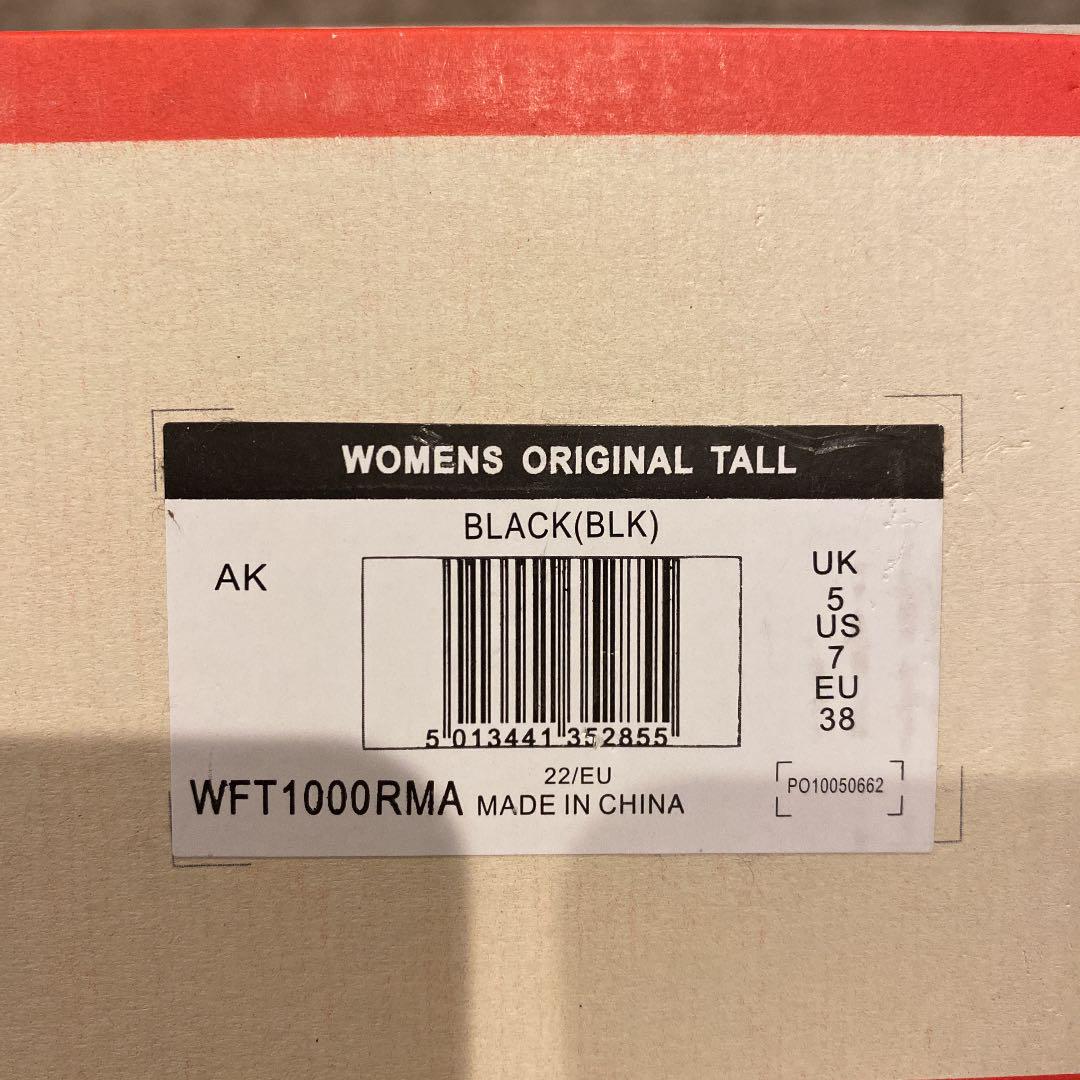 WOMENS ORIGINAL TALL
BLACK(BLK)
AK
UK
5
US
7
EU
38
5 013441 352855
22/EU
WFT1000RMA MADE IN CHINA
PO10050662